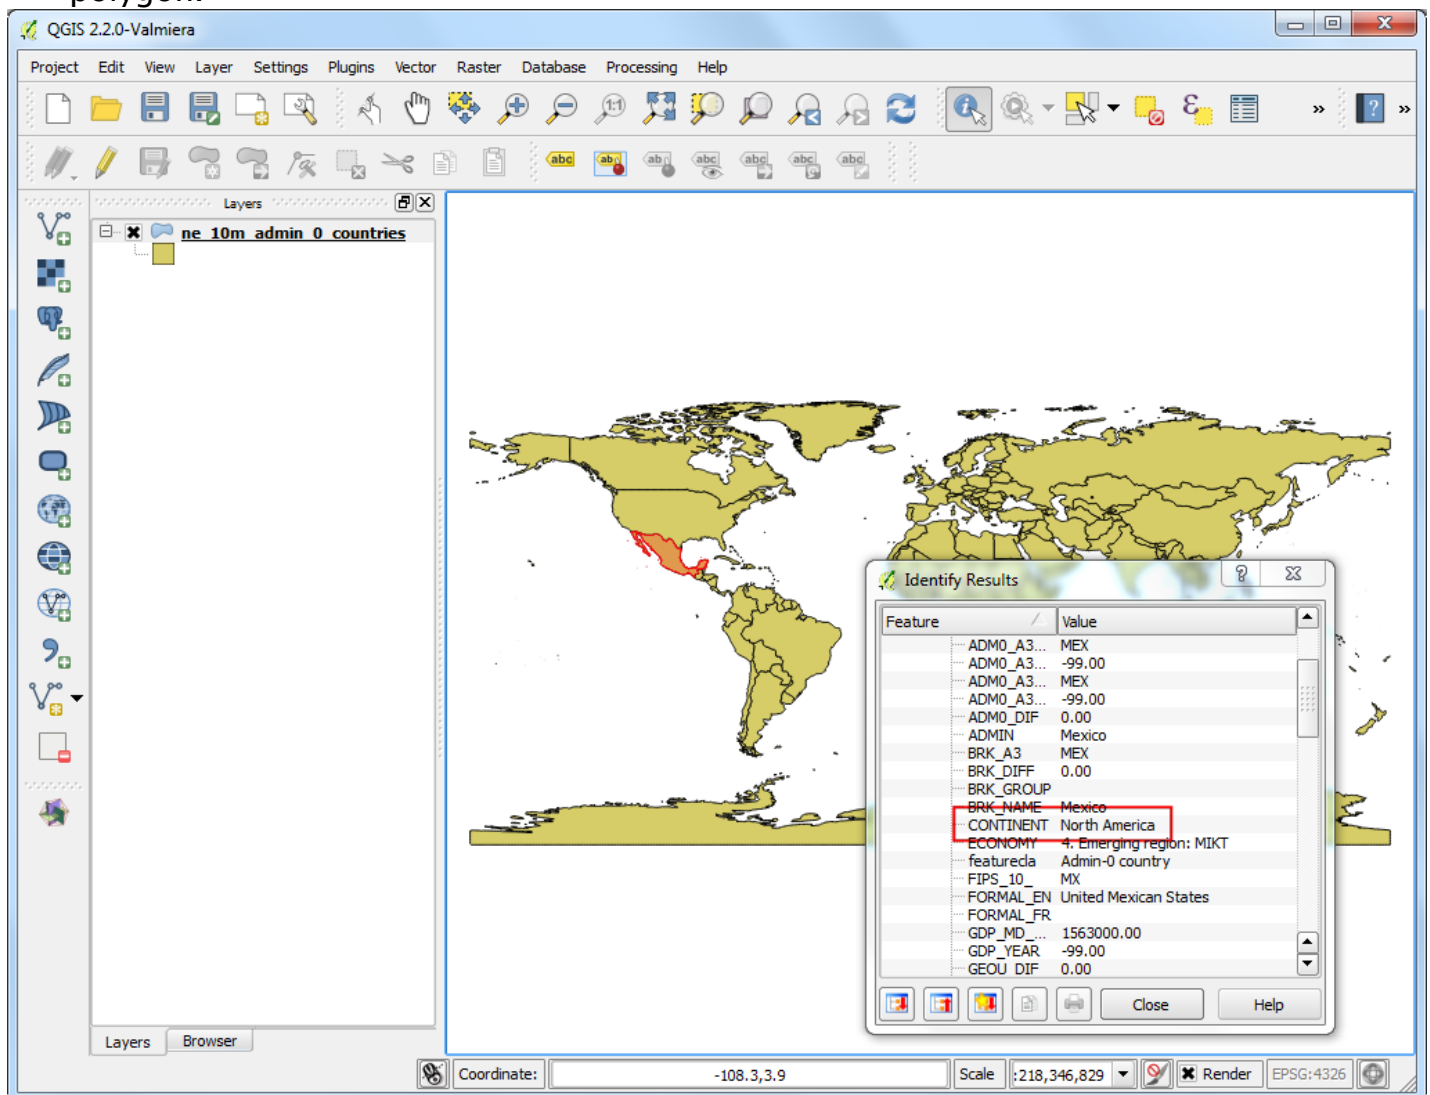 polygon.
QGIS 2.2.0-Valmiera
Project Edit View Layer Settings Plugins Vector Raster Database Processing Help
1:1
abc
Layers
ne_10m_admin_0_countries
Identify Results
Feature Value
ADM0_A3... MEX
ADM0_A3... -99.00
ADM0_A3... MEX
ADM0_A3... -99.00
ADM0_DIF 0.00
ADMIN Mexico
BRK_A3 MEX
BRK_DIFF 0.00
BRK_GROUP
BRK_NAME Mexico
CONTINENT North America
ECONOMY 4. Emerging region: MIKT
featurecla Admin-0 country
FIPS_10_ MX
FORMAL_EN United Mexican States
FORMAL_FR
GDP_MD_... 1563000.00
GDP_YEAR -99.00
GEOU_DIF 0.00
Close Help
Layers Browser
Coordinate: -108.3,3.9 Scale :218,346,829 Render EPSG:4326